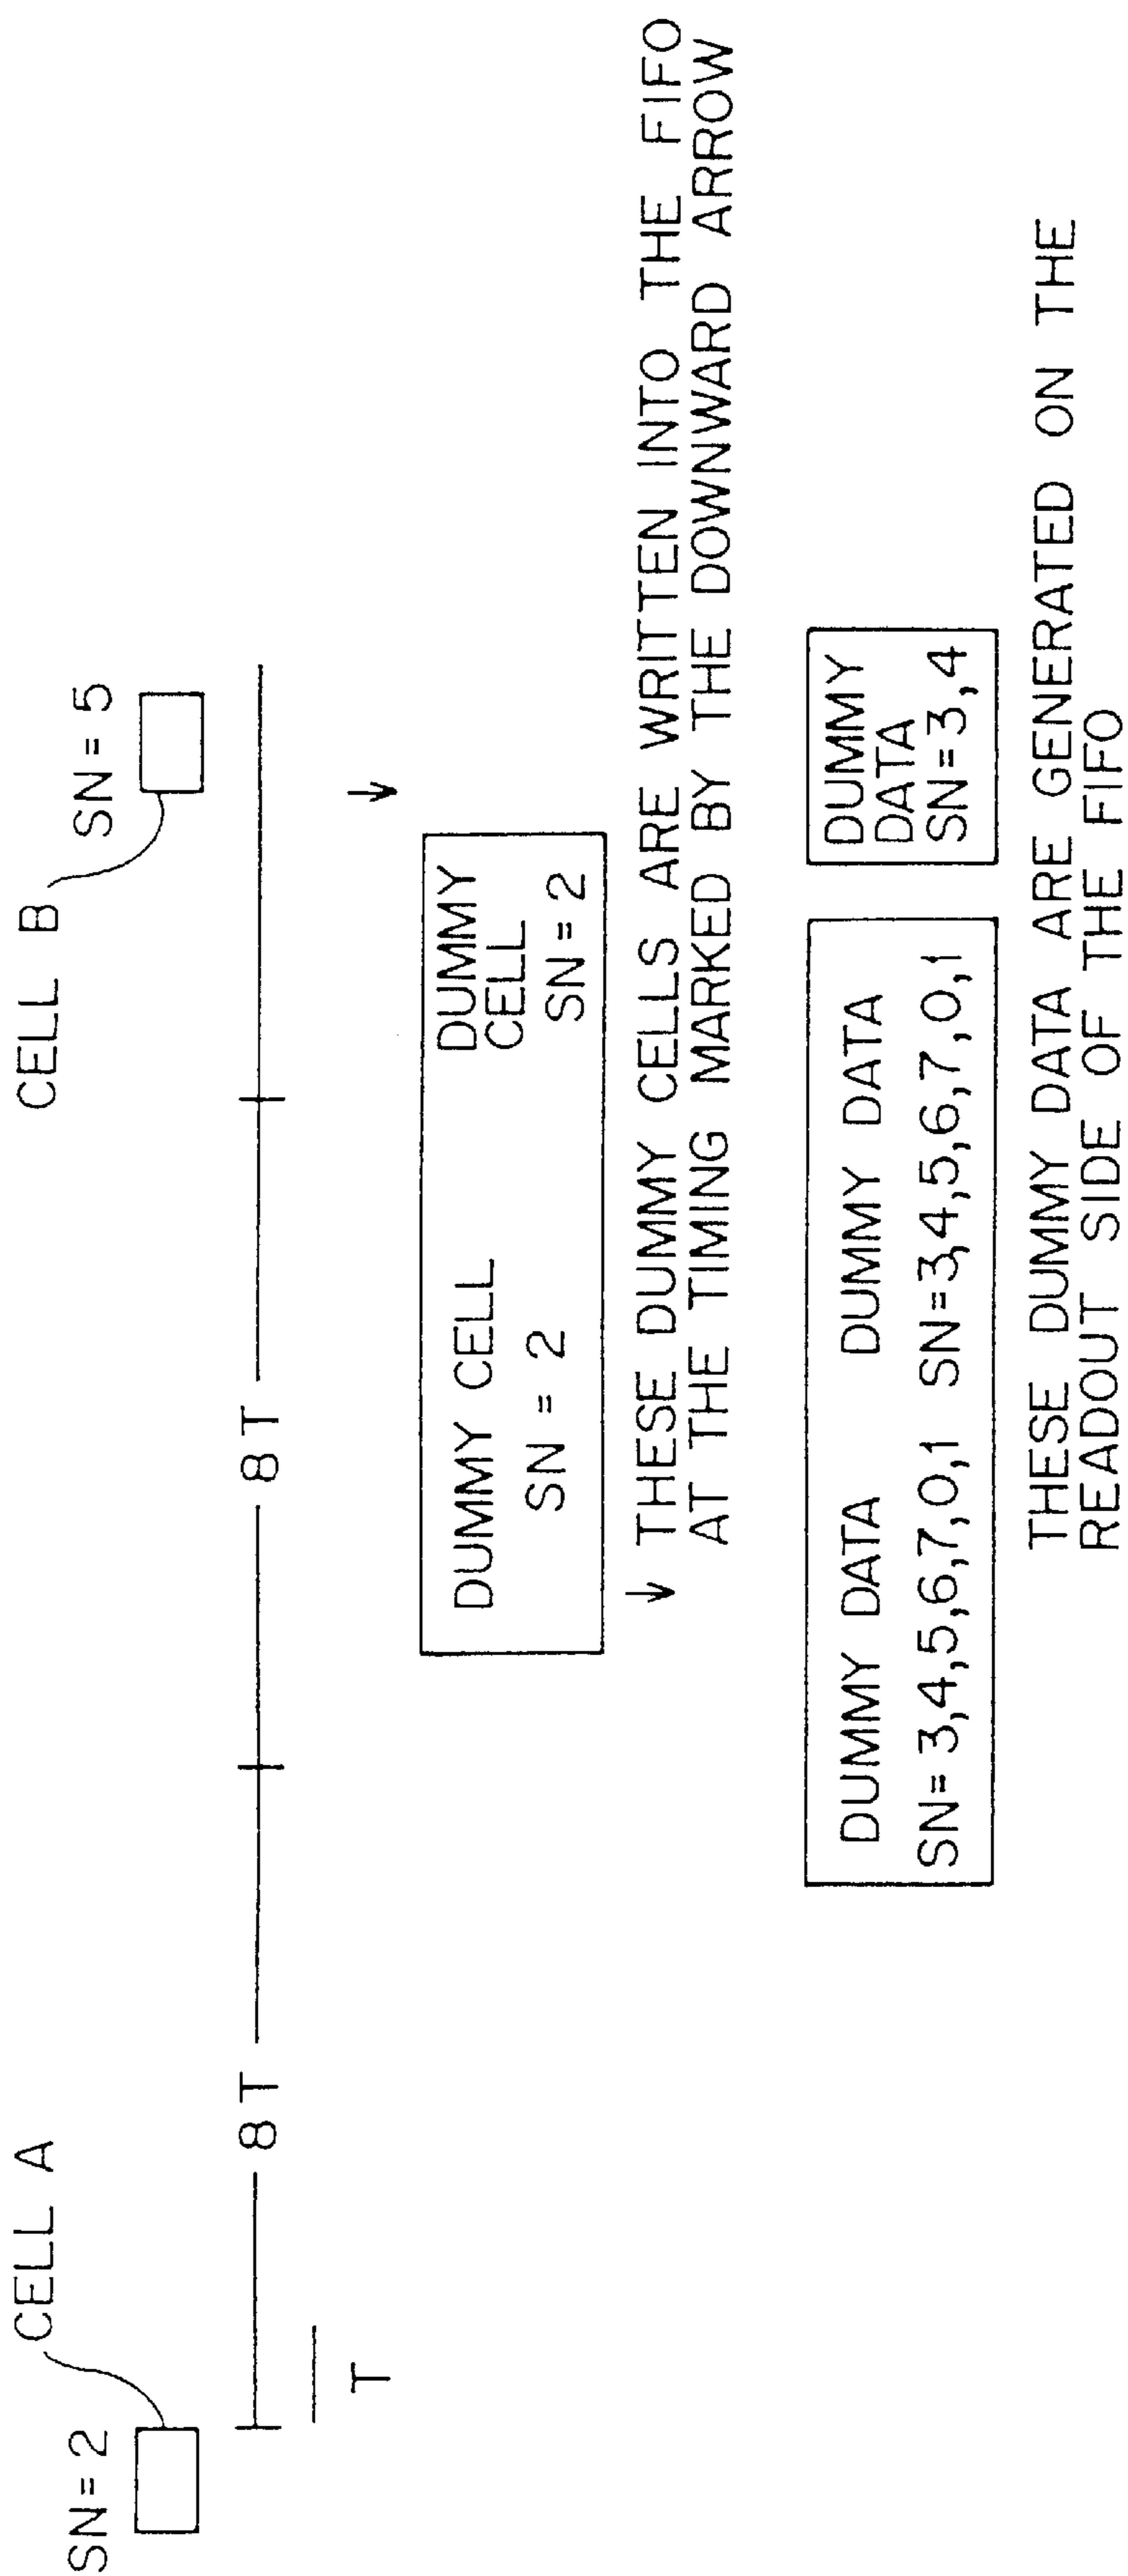 SN = 2
CELL A
CELL B
SN = 5
8 T
8 T
T
DUMMY CELL
SN = 2
DUMMY
CELL
SN = 2
THESE DUMMY CELLS ARE WRITTEN INTO THE FIFO
AT THE TIMING MARKED BY THE DOWNWARD ARROW
DUMMY DATA
SN = 3,4,5,6,7,0,1
DUMMY DATA
SN = 3,4,5,6,7,0,1
DUMMY
DATA
SN = 3,4
THESE DUMMY DATA ARE GENERATED ON THE
READOUT SIDE OF THE FIFO